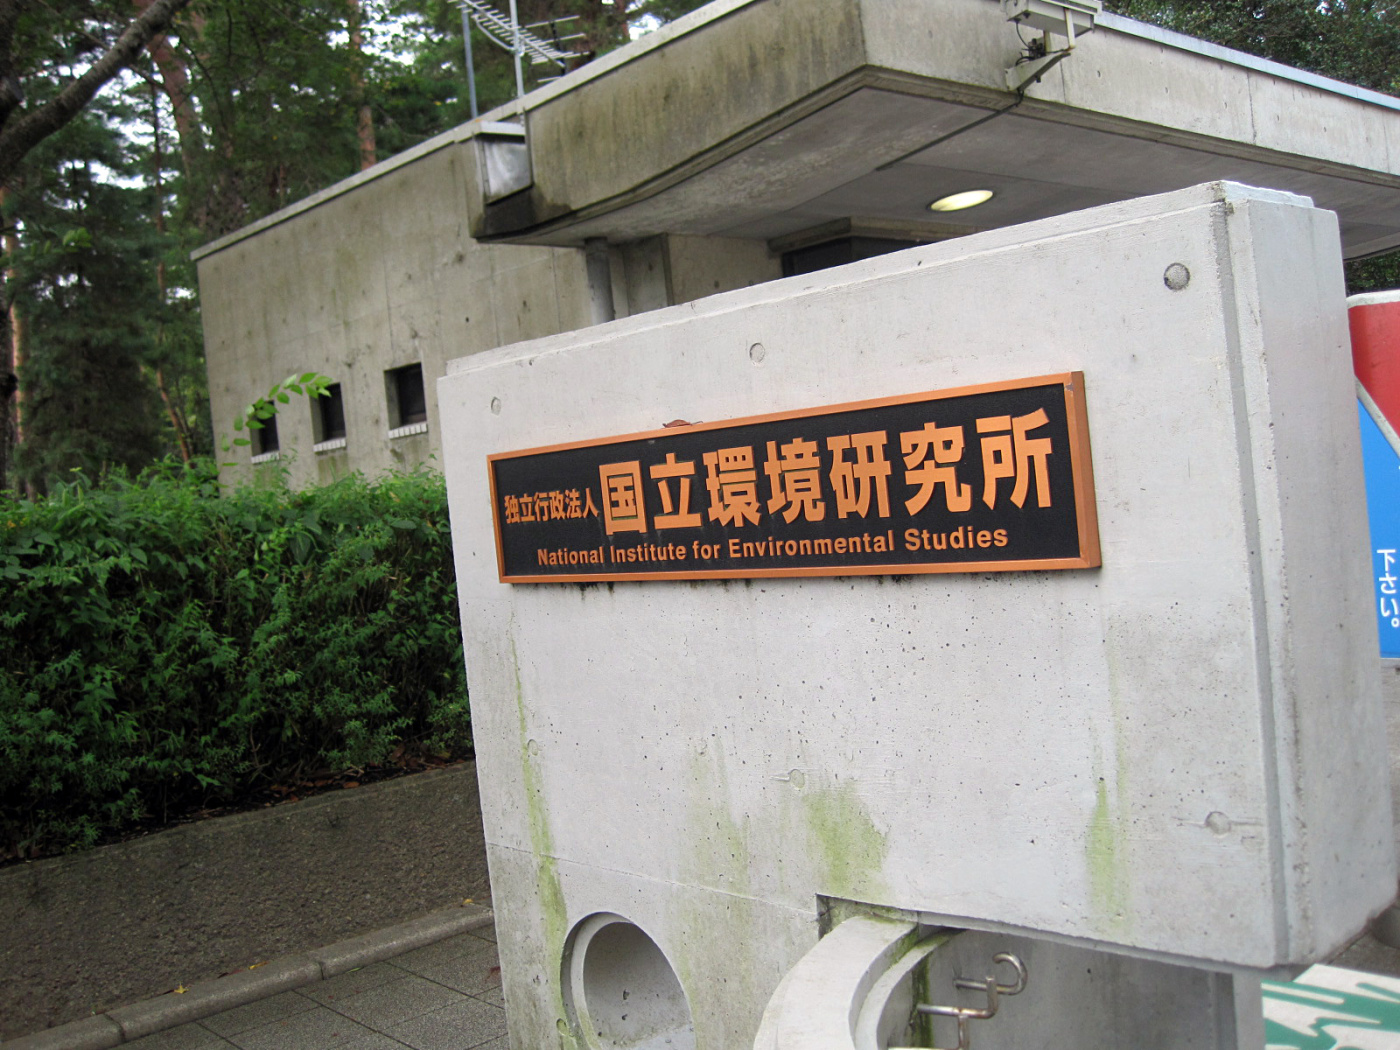 独立行政法人国立環境研究所
National Institute for Environmental Studies
下さい。